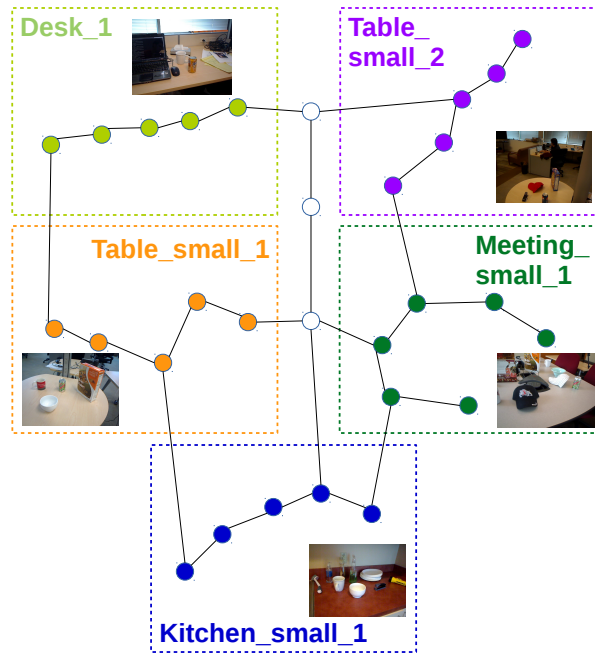 Desk_1
Table_
small_2
Table_small_1
Meeting_
small_1
Kitchen_small_1